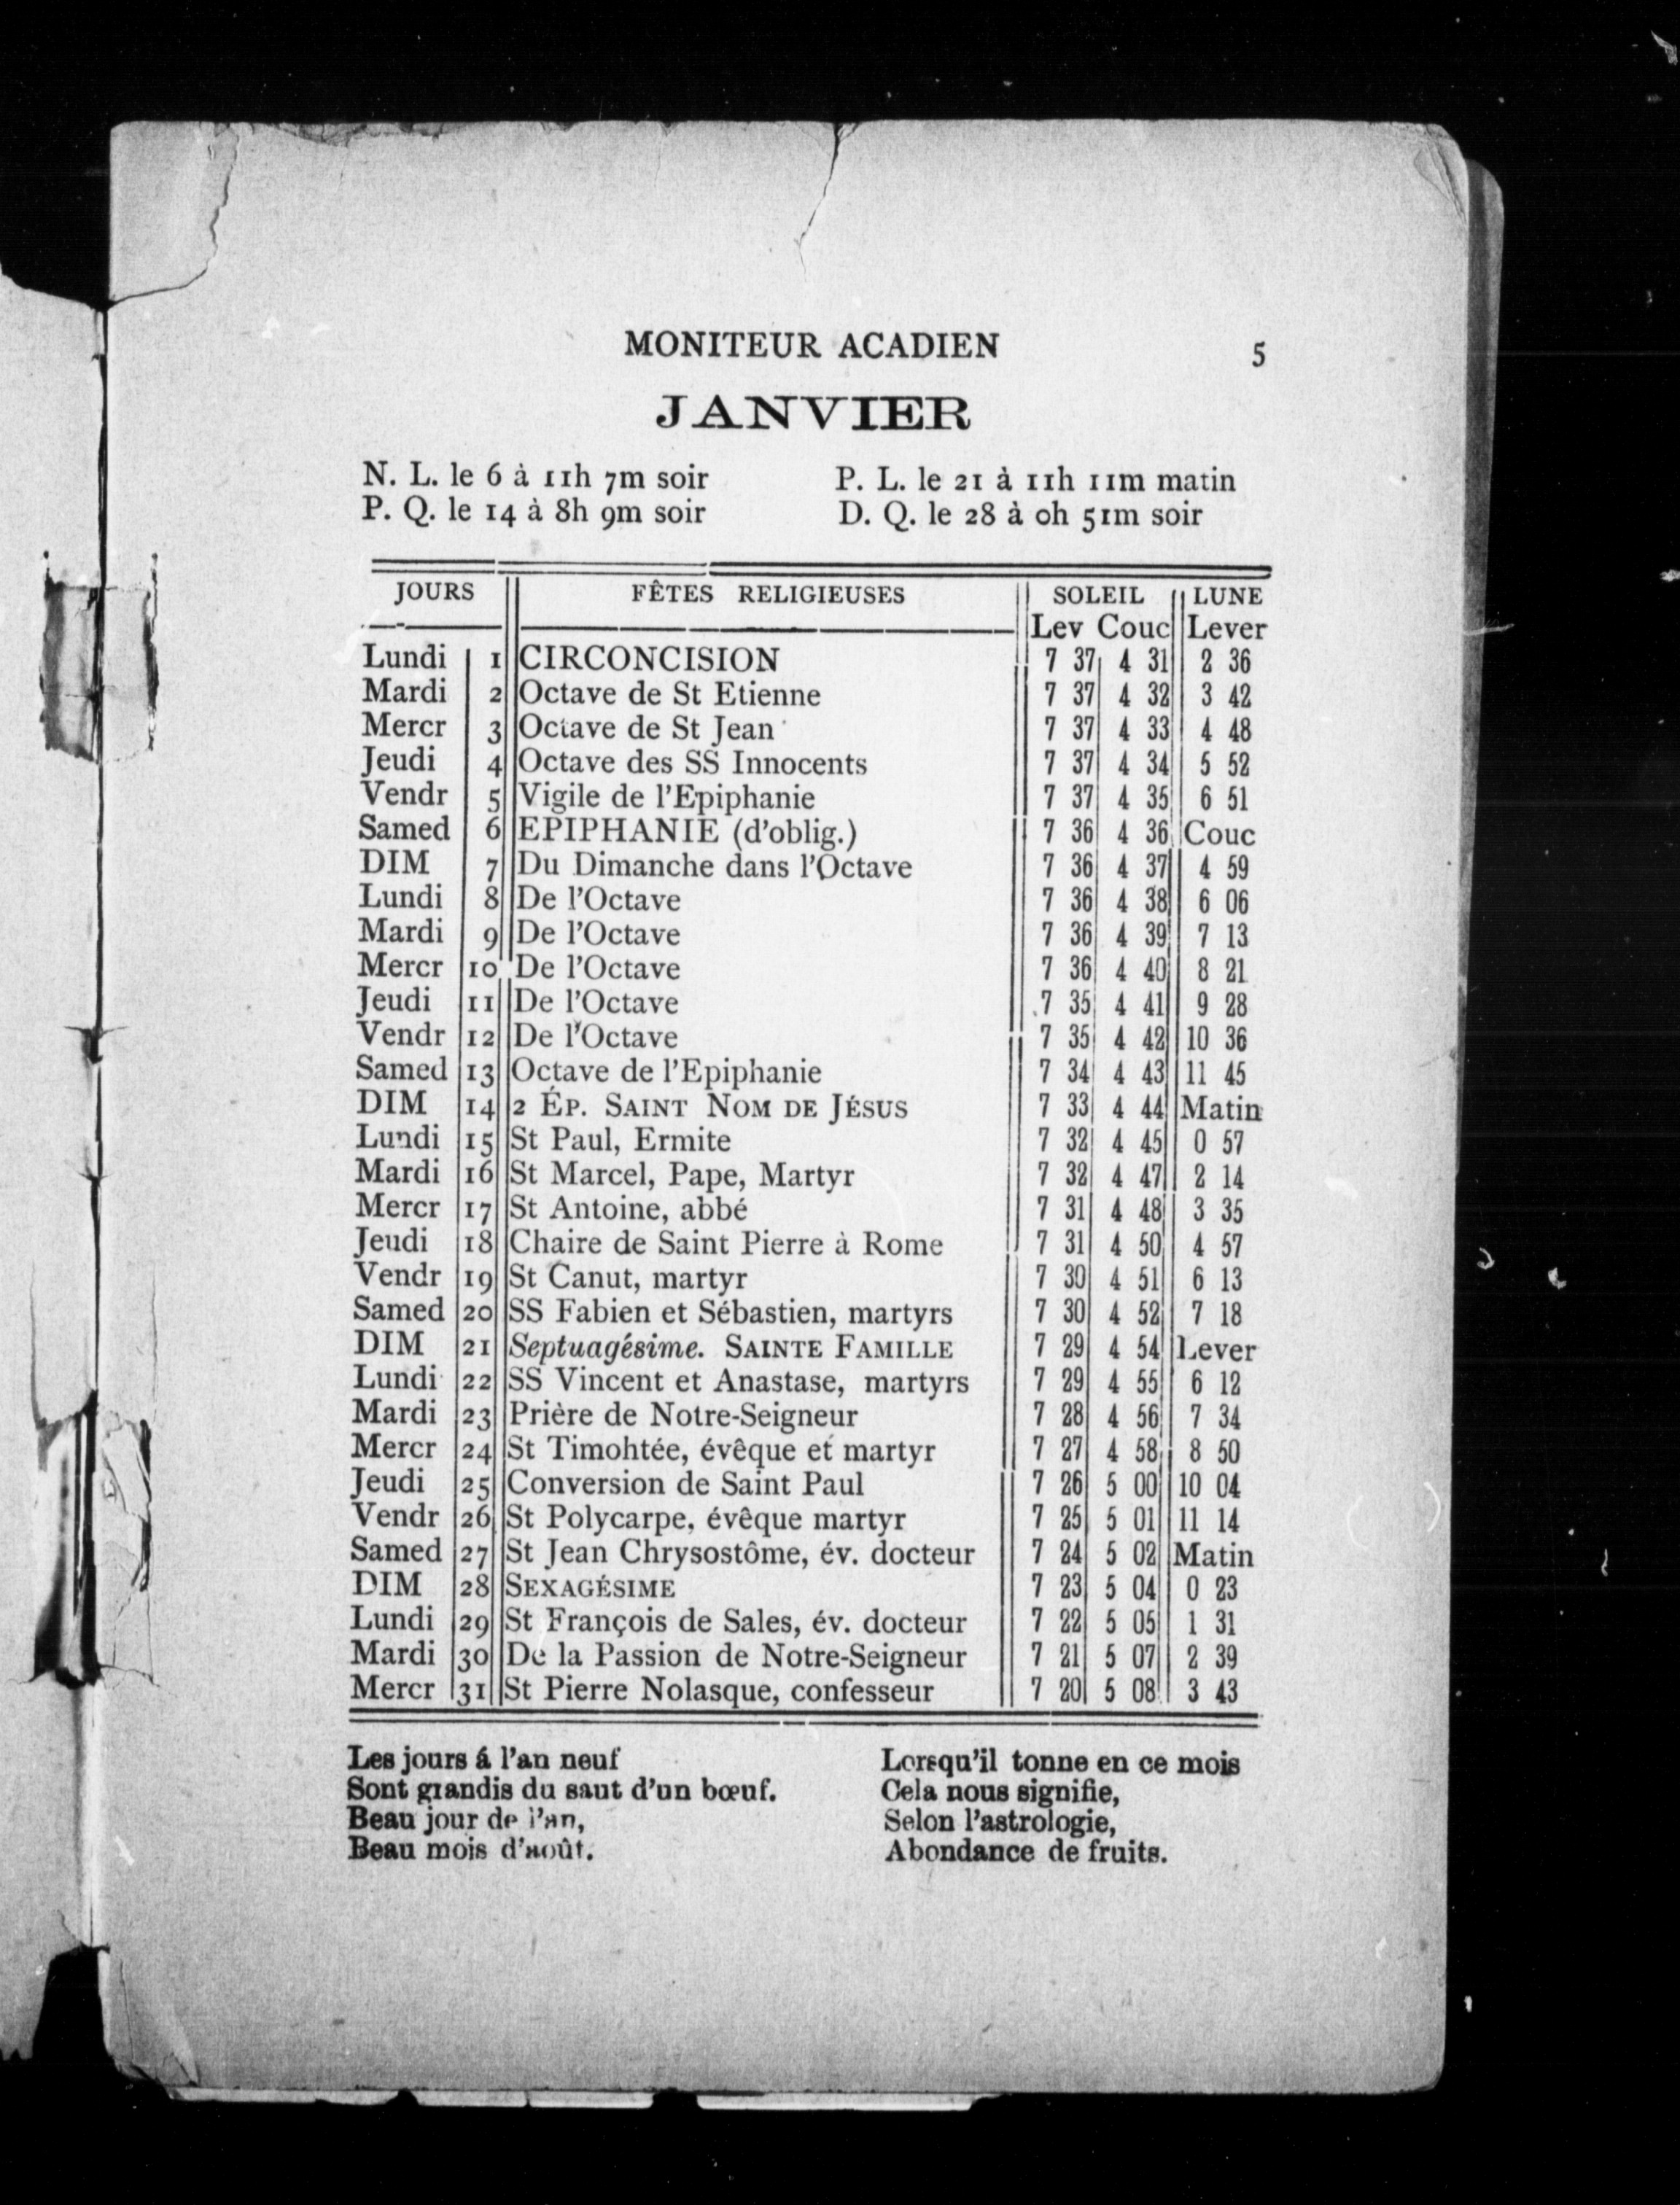 MONITEUR ACADIEN 5
JANVIER
N. L. le 6 à 11h 7m soir P. L. le 21 à 11h 11m matin
P. Q. le 14 à 8h 9m soir D. Q. le 28 à 0h 51m soir
JOURS FÊTES RELIGIEUSES SOLEIL LUNE
Lev Couc Lever
Lundi 1 CIRCONCISION 7 37 4 31 2 36
Mardi 2 Octave de St Etienne 7 37 4 32 3 42
Mercr 3 Octave de St Jean 7 37 4 33 4 48
Jeudi 4 Octave des SS Innocents 7 37 4 34 5 52
Vendr 5 Vigile de l'Epiphanie 7 37 4 35 6 51
Samed 6 EPIPHANIE (d'oblig.) 7 36 4 36 Couc
DIM 7 Du Dimanche dans l'Octave 7 36 4 37 4 59
Lundi 8 De l'Octave 7 36 4 38 6 06
Mardi 9 De l'Octave 7 36 4 39 7 13
Mercr 10 De l'Octave 7 36 4 40 8 21
Jeudi 11 De l'Octave 7 35 4 41 9 28
Vendr 12 De l'Octave 7 35 4 42 10 36
Samed 13 Octave de l'Epiphanie 7 34 4 43 11 45
DIM 14 2 ÉP. SAINT NOM DE JÉSUS 7 33 4 44 Matin
Lundi 15 St Paul, Ermite 7 32 4 45 0 57
Mardi 16 St Marcel, Pape, Martyr 7 32 4 47 2 14
Mercr 17 St Antoine, abbé 7 31 4 48 3 35
Jeudi 18 Chaire de Saint Pierre à Rome 7 31 4 50 4 57
Vendr 19 St Canut, martyr 7 30 4 51 6 13
Samed 20 SS Fabien et Sébastien, martyrs 7 30 4 52 7 18
DIM 21 Septuagésime. SAINTE FAMILLE 7 29 4 54 Lever
Lundi 22 SS Vincent et Anastase, martyrs 7 29 4 55 6 12
Mardi 23 Prière de Notre-Seigneur 7 28 4 56 7 34
Mercr 24 St Timohtée, évêque et martyr 7 27 4 58 8 50
Jeudi 25 Conversion de Saint Paul 7 26 5 00 10 04
Vendr 26 St Polycarpe, évêque martyr 7 25 5 01 11 14
Samed 27 St Jean Chrysostôme, év. docteur 7 24 5 02 Matin
DIM 28 SEXAGÉSIME 7 23 5 04 0 23
Lundi 29 St François de Sales, év. docteur 7 22 5 05 1 31
Mardi 30 De la Passion de Notre-Seigneur 7 21 5 07 2 39
Mercr 31 St Pierre Nolasque, confesseur 7 20 5 08 3 43
Les jours á l'an neuf
Sont grandis du saut d'un bœuf.
Beau jour de l'an,
Beau mois d'août.
Lorsqu'il tonne en ce mois
Cela nous signifie,
Selon l'astrologie,
Abondance de fruits.